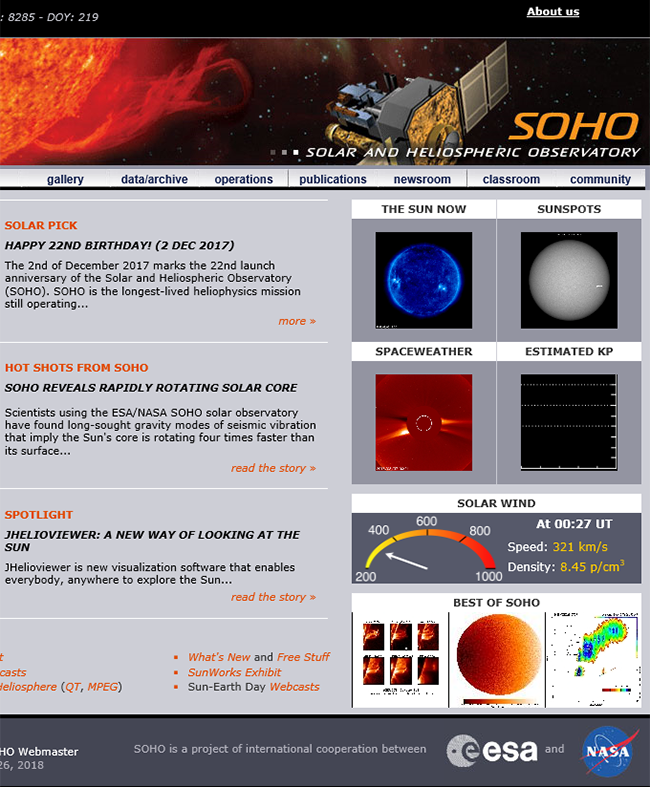 : 8285 - DOY: 219
About us
SOHO
SOLAR AND HELIOSPHERIC OBSERVATORY
gallery data/archive operations publications newsroom classroom community
SOLAR PICK
HAPPY 22ND BIRTHDAY! (2 DEC 2017)
The 2nd of December 2017 marks the 22nd launch
anniversary of the Solar and Heliospheric Observatory
(SOHO). SOHO is the longest-lived heliophysics mission
still operating...
more »
HOT SHOTS FROM SOHO
SOHO REVEALS RAPIDLY ROTATING SOLAR CORE
Scientists using the ESA/NASA SOHO solar observatory
have found long-sought gravity modes of seismic vibration
that imply the Sun's core is rotating four times faster than
its surface...
read the story »
SPOTLIGHT
JHELIOVIEWER: A NEW WAY OF LOOKING AT THE
SUN
JHelioviewer is new visualization software that enables
everybody, anywhere to explore the Sun...
read the story »
THE SUN NOW
SUNSPOTS
SPACEWEATHER
ESTIMATED KP
SOLAR WIND
200 400 600 800 1000
At 00:27 UT
Speed: 321 km/s
Density: 8.45 p/cm3
BEST OF SOHO
t
casts
Heliosphere (QT, MPEG)
What's New and Free Stuff
SunWorks Exhibit
Sun-Earth Day Webcasts
HO Webmaster
26, 2018
SOHO is a project of international cooperation between
esa
and
NASA